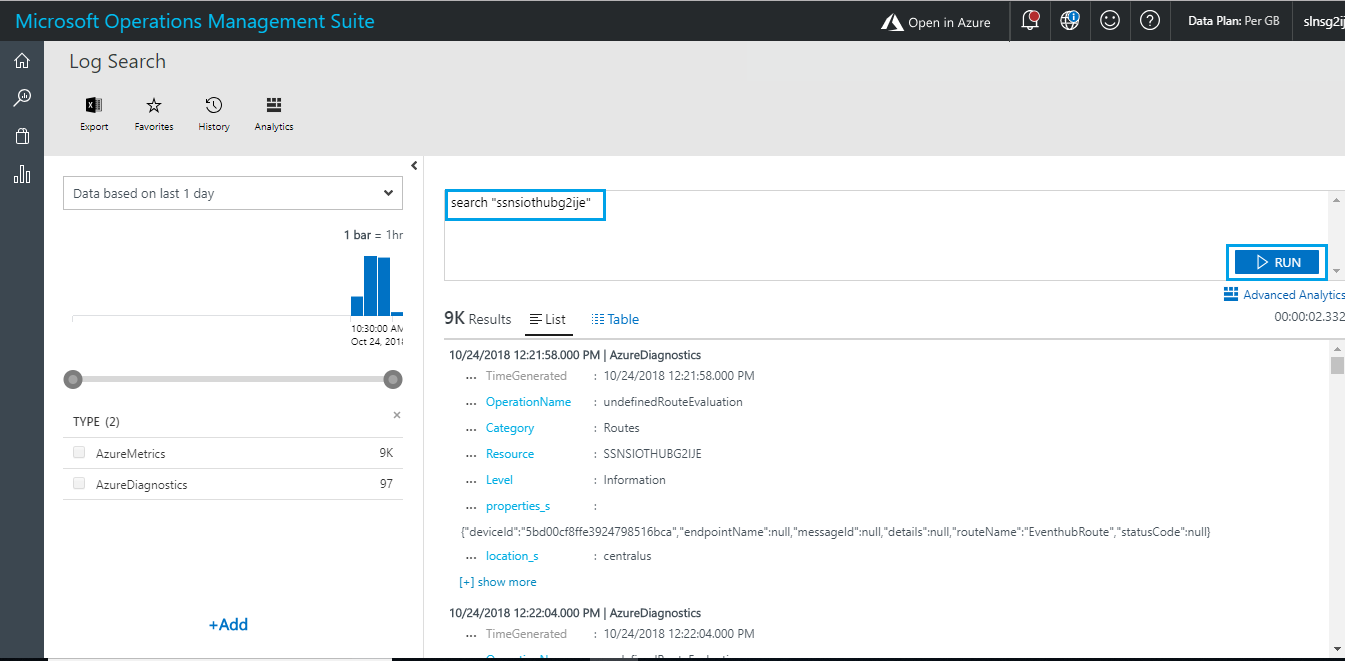 Microsoft Operations Management Suite
Open in Azure
Data Plan: Per GB
slnsg2ij
Log Search
Export
Favorites
History
Analytics
Data based on last 1 day
1 bar = 1hr
10:30:00 AM
Oct 24, 2018
TYPE (2)
AzureMetrics 9K
AzureDiagnostics 97
+Add
search "ssnsiothubg2ije"
RUN
Advanced Analytics
9K Results
List
Table
00:00:02.332
10/24/2018 12:21:58.000 PM | AzureDiagnostics
... TimeGenerated : 10/24/2018 12:21:58.000 PM
... OperationName : undefinedRouteEvaluation
... Category : Routes
... Resource : SSNSIOTHUBG2IJE
... Level : Information
... properties_s :
{"deviceId":"5bd00cf8ffe3924798516bca","endpointName":null,"messageId":null,"details":null,"routeName":"EventhubRoute","statusCode":null}
... location_s : centralus
[+] show more
10/24/2018 12:22:04.000 PM | AzureDiagnostics
... TimeGenerated : 10/24/2018 12:22:04.000 PM